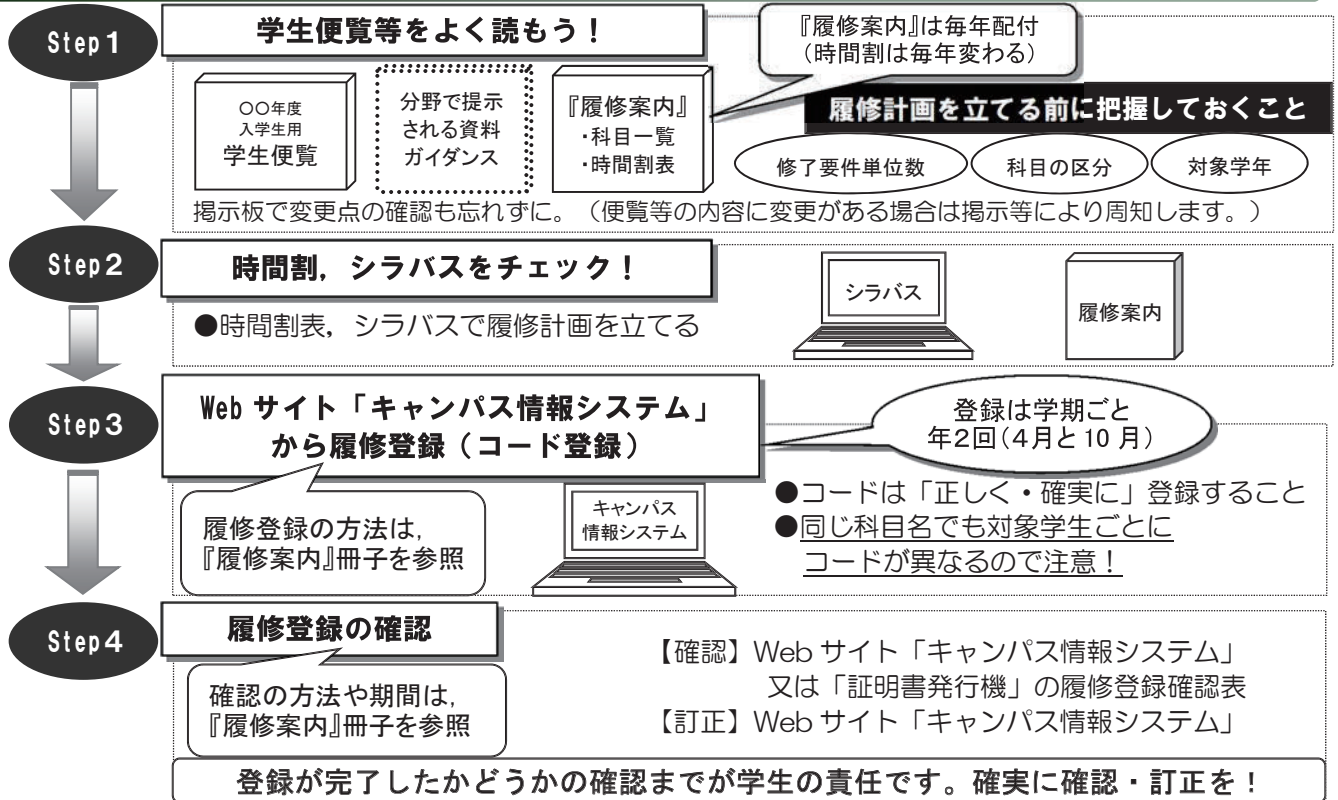 Step1
学生便覧等をよく読もう！
『履修案内』は毎年配付
（時間割は毎年変わる）
〇〇年度
入学生用
学生便覧
分野で提示
される資料
ガイダンス
『履修案内』
・科目一覧
・時間割表
履修計画を立てる前に把握しておくこと
修了要件単位数
科目の区分
対象学年
掲示板で変更点の確認も忘れずに。（便覧等の内容に変更がある場合は掲示等により周知します。）
Step2
時間割，シラバスをチェック！
●時間割表，シラバスで履修計画を立てる
シラバス
履修案内
Step3
Web サイト「キャンパス情報システム」
から履修登録（コード登録）
登録は学期ごと
年２回（４月と 10 月）
履修登録の方法は，
『履修案内』冊子を参照
キャンパス
情報システム
●コードは「正しく・確実に」登録すること
●同じ科目名でも対象学生ごとに
コードが異なるので注意！
Step4
履修登録の確認
確認の方法や期間は，
『履修案内』冊子を参照
【確認】Web サイト「キャンパス情報システム」
又は「証明書発行機」の履修登録確認表
【訂正】Web サイト「キャンパス情報システム」
登録が完了したかどうかの確認までが学生の責任です。確実に確認・訂正を！